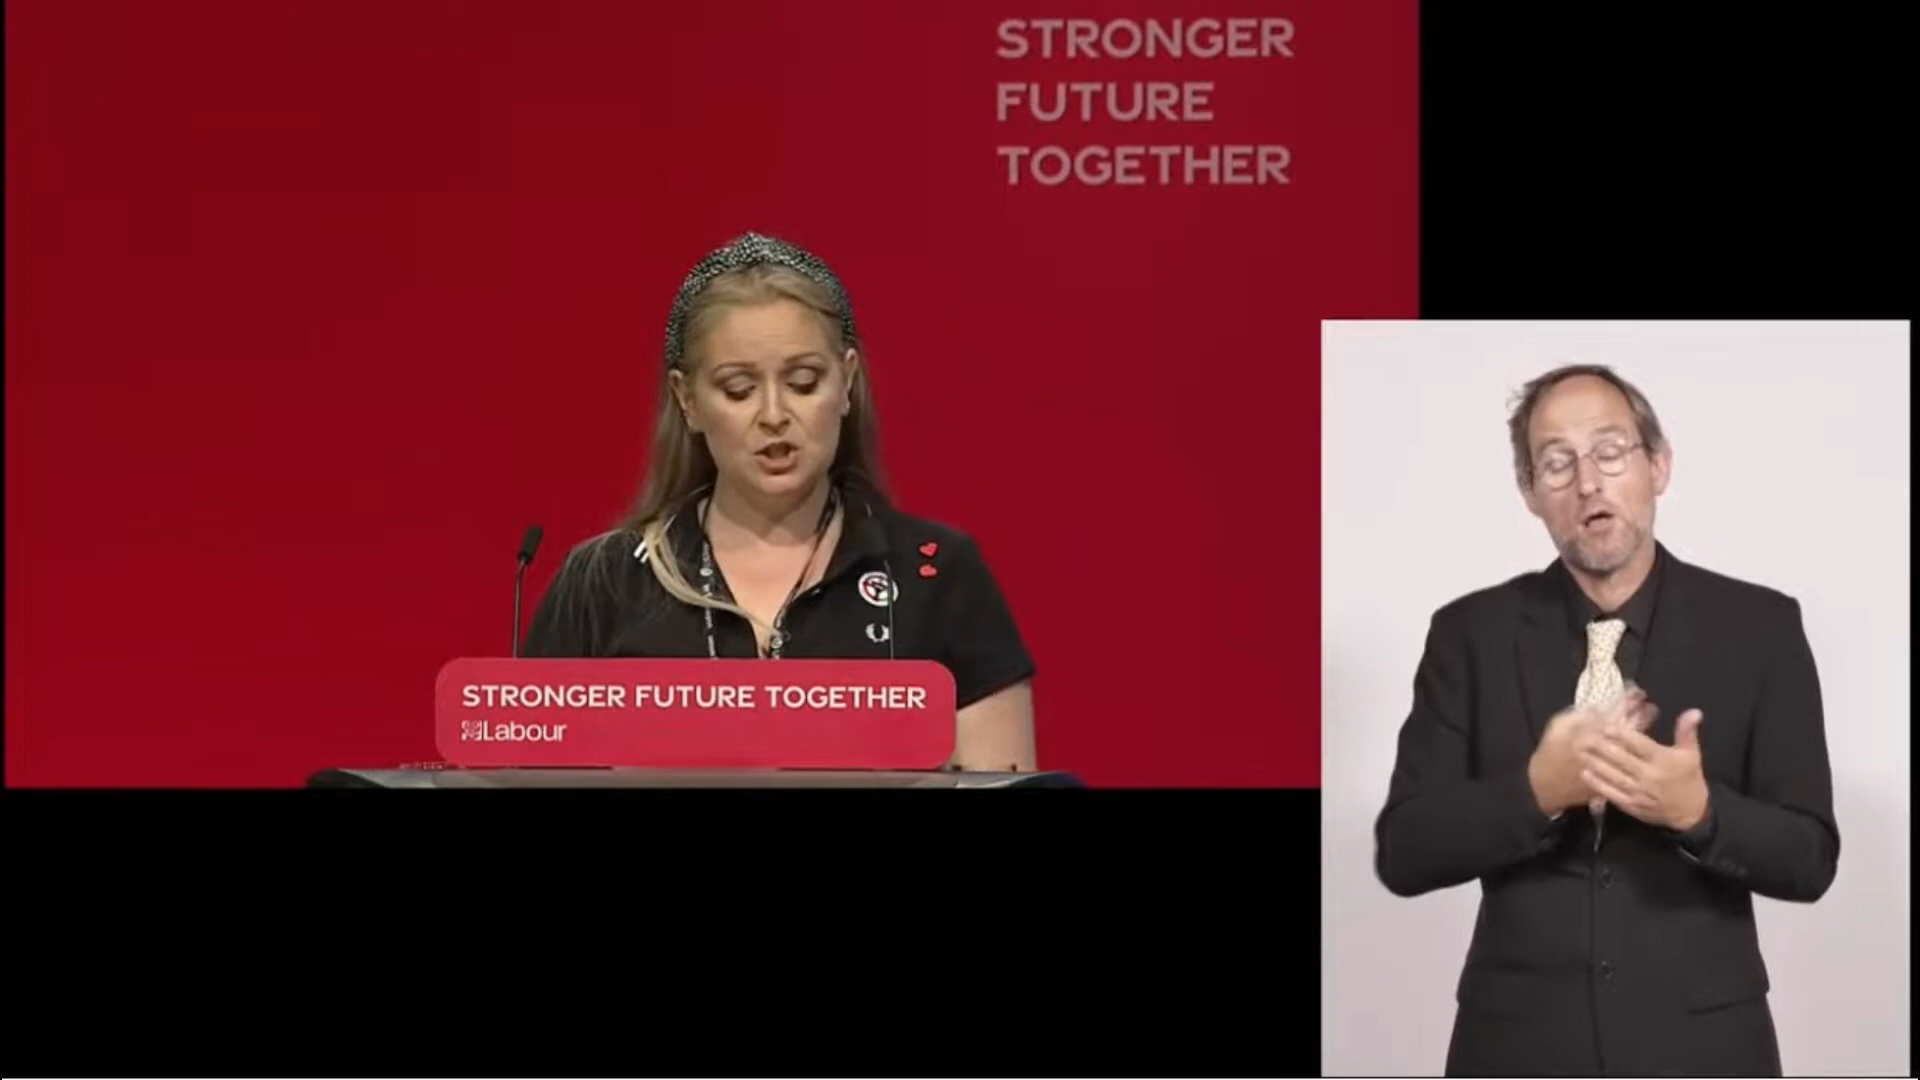 STRONGER
FUTURE
TOGETHER
STRONGER FUTURE TOGETHER
Labour